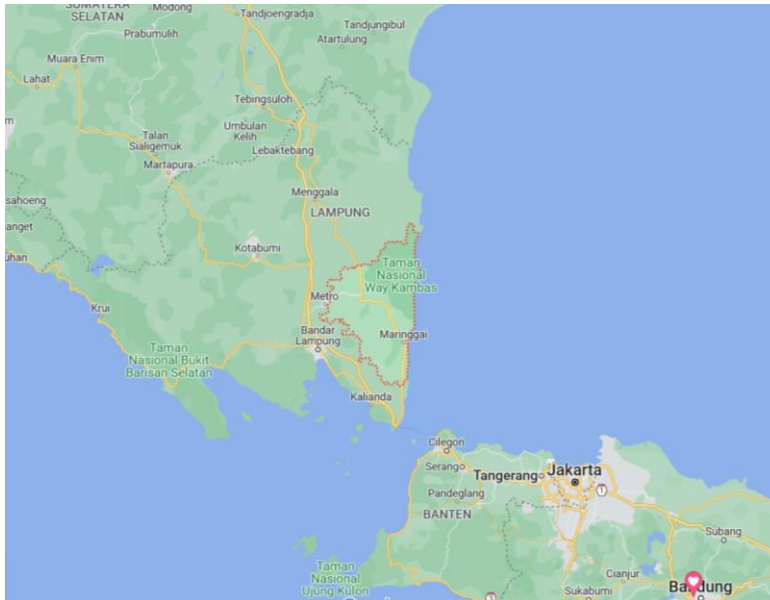 SUMATERA
SELATAN
Modong
Tandjoengradja
Tandjungibul
Prabumulih
Atartulung
Muara Enim
Lahat
Tebingsuloh
Umbulan
Kelih
Talan
Sialigemuk
Lebaktebang
Martapura
Menggala
LAMPUNG
Kotabumi
Taman
Nasional
Way Kambas
Metro
Krui
Bandar
Lampung
Maringgai
Taman
Nasional Bukit
Barisan Selatan
Kalianda
Cilegon
Serang
Tangerang
Jakarta
1
Pandeglang
BANTEN
Subang
Taman
Nasional
Ujung Kulon
Cianjur
Sukabumi
Bandung